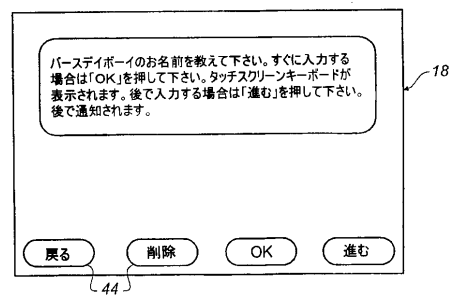 バースデイボーイのお名前を教えて下さい。すぐに入力する
場合は「OK」を押して下さい。タッチスクリーンキーボードが
表示されます。後で入力する場合は「進む」を押して下さい。
後で通知されます。
18
戻る 削除 OK 進む
44